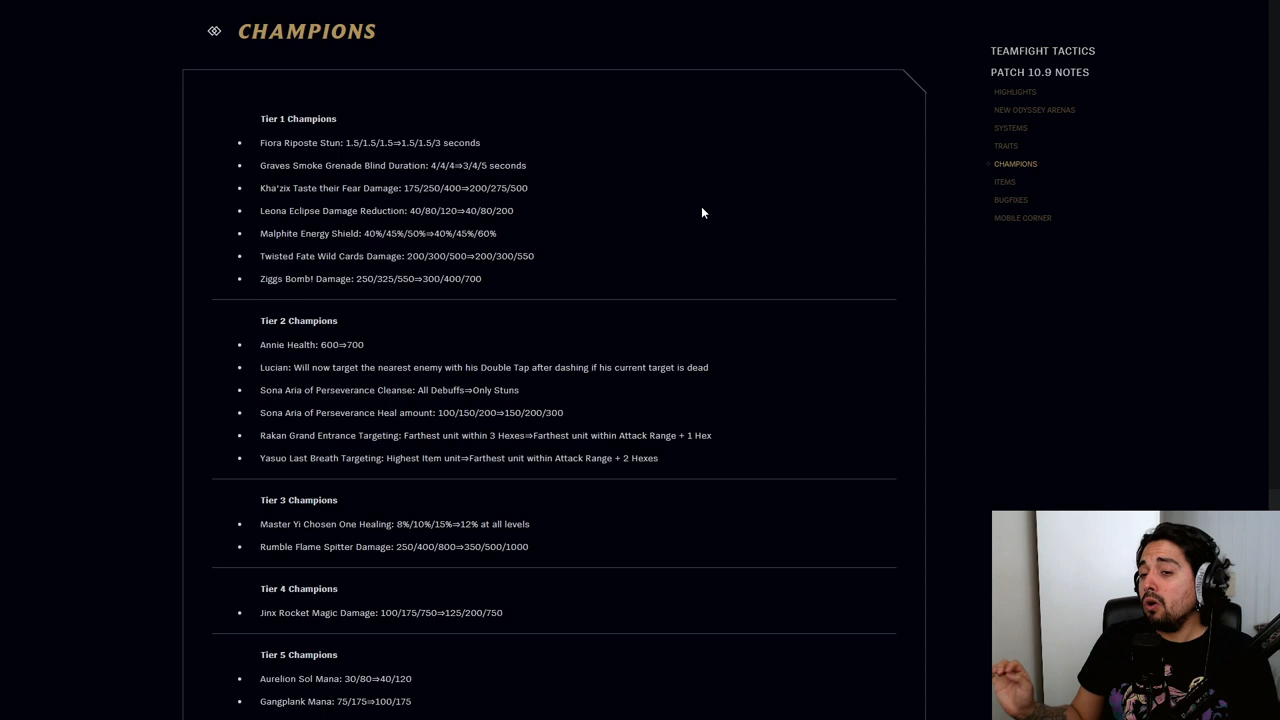 CHAMPIONS
Tier 1 Champions
Fiora Riposte Stun: 1.5/1.5/1.5⇒1.5/1.5/3 seconds
Graves Smoke Grenade Blind Duration: 4/4/4⇒3/4/5 seconds
Kha'zix Taste their Fear Damage: 175/250/400⇒200/275/500
Leona Eclipse Damage Reduction: 40/80/120⇒40/80/200
Malphite Energy Shield: 40%/45%/50%⇒40%/45%/60%
Twisted Fate Wild Cards Damage: 200/300/500⇒200/300/550
Ziggs Bomb! Damage: 250/325/550⇒300/400/700
Tier 2 Champions
Annie Health: 600⇒700
Lucian: Will now target the nearest enemy with his Double Tap after dashing if his current target is dead
Sona Aria of Perseverance Cleanse: All Debuffs⇒Only Stuns
Sona Aria of Perseverance Heal amount: 100/150/200⇒150/200/300
Rakan Grand Entrance Targeting: Farthest unit within 3 Hexes⇒Farthest unit within Attack Range + 1 Hex
Yasuo Last Breath Targeting: Highest Item unit⇒Farthest unit within Attack Range + 2 Hexes
Tier 3 Champions
Master Yi Chosen One Healing: 8%/10%/15%⇒12% at all levels
Rumble Flame Spitter Damage: 250/400/800⇒350/500/1000
Tier 4 Champions
Jinx Rocket Magic Damage: 100/175/750⇒125/200/750
Tier 5 Champions
Aurelion Sol Mana: 30/80⇒40/120
Gangplank Mana: 75/175⇒100/175
TEAMFIGHT TACTICS
PATCH 10.9 NOTES
HIGHLIGHTS
NEW ODYSSEY ARENAS
SYSTEMS
TRAITS
CHAMPIONS
ITEMS
BUGFIXES
MOBILE CORNER